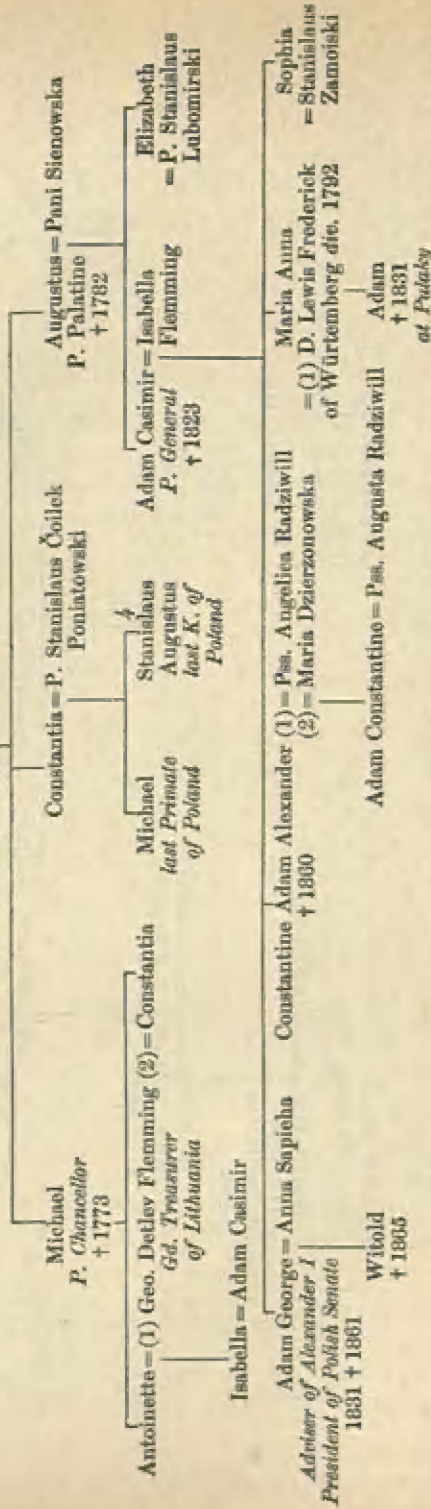 Michael
P. Chancellor
† 1773
Constantia = P. Stanislaus Čoilek
Poniatowski
Augustus = Pani Sienowska
P. Palatine
† 1782
Antoinette = (1) Geo. Detlev Flemming (2) = Constantia
Gd. Treasurer
of Lithuania
Michael
last Primate
of Poland
4
Stanislaus
Augustus
last K. of
Poland
Adam Casimir = Isabella
P. General Flemming
† 1823
Elizabeth
= P. Stanislaus
Lubomirski
Isabella = Adam Casimir
Adam George = Anna Sapieha
Adviser of Alexander I
President of Polish Senate
1831 † 1861
Constantine Adam Alexander (1) = Pss. Angelica Radziwill
† 1860 (2) = Maria Dzierzonowska
Maria Anna
= (1) D. Lewis Frederick
of Würtemberg div. 1792
Sophia
= Stanislaus
Zamoiski
Witold
† 1865
Adam Constantine = Pss. Augusta Radziwill
Adam
† 1831
at Pulaky